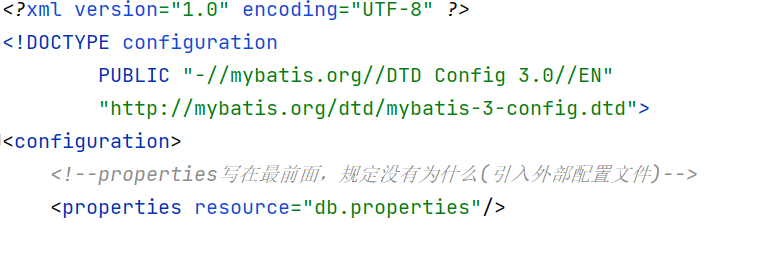 <?xml version="1.0" encoding="UTF-8" ?>
<!DOCTYPE configuration
PUBLIC "-//mybatis.org//DTD Config 3.0//EN"
"http://mybatis.org/dtd/mybatis-3-config.dtd">
<configuration>
<!--properties写在最前面，规定没有为什么(引入外部配置文件)-->
<properties resource="db.properties"/>